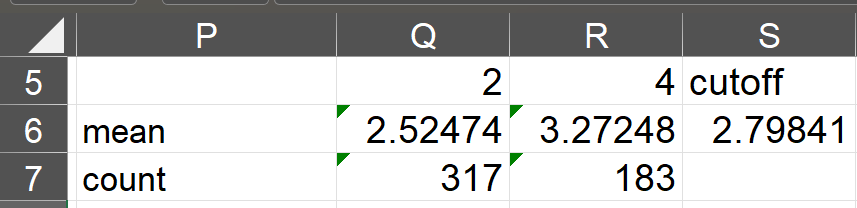 P Q R S
5 2 4 cutoff
6 mean 2.52474 3.27248 2.79841
7 count 317 183